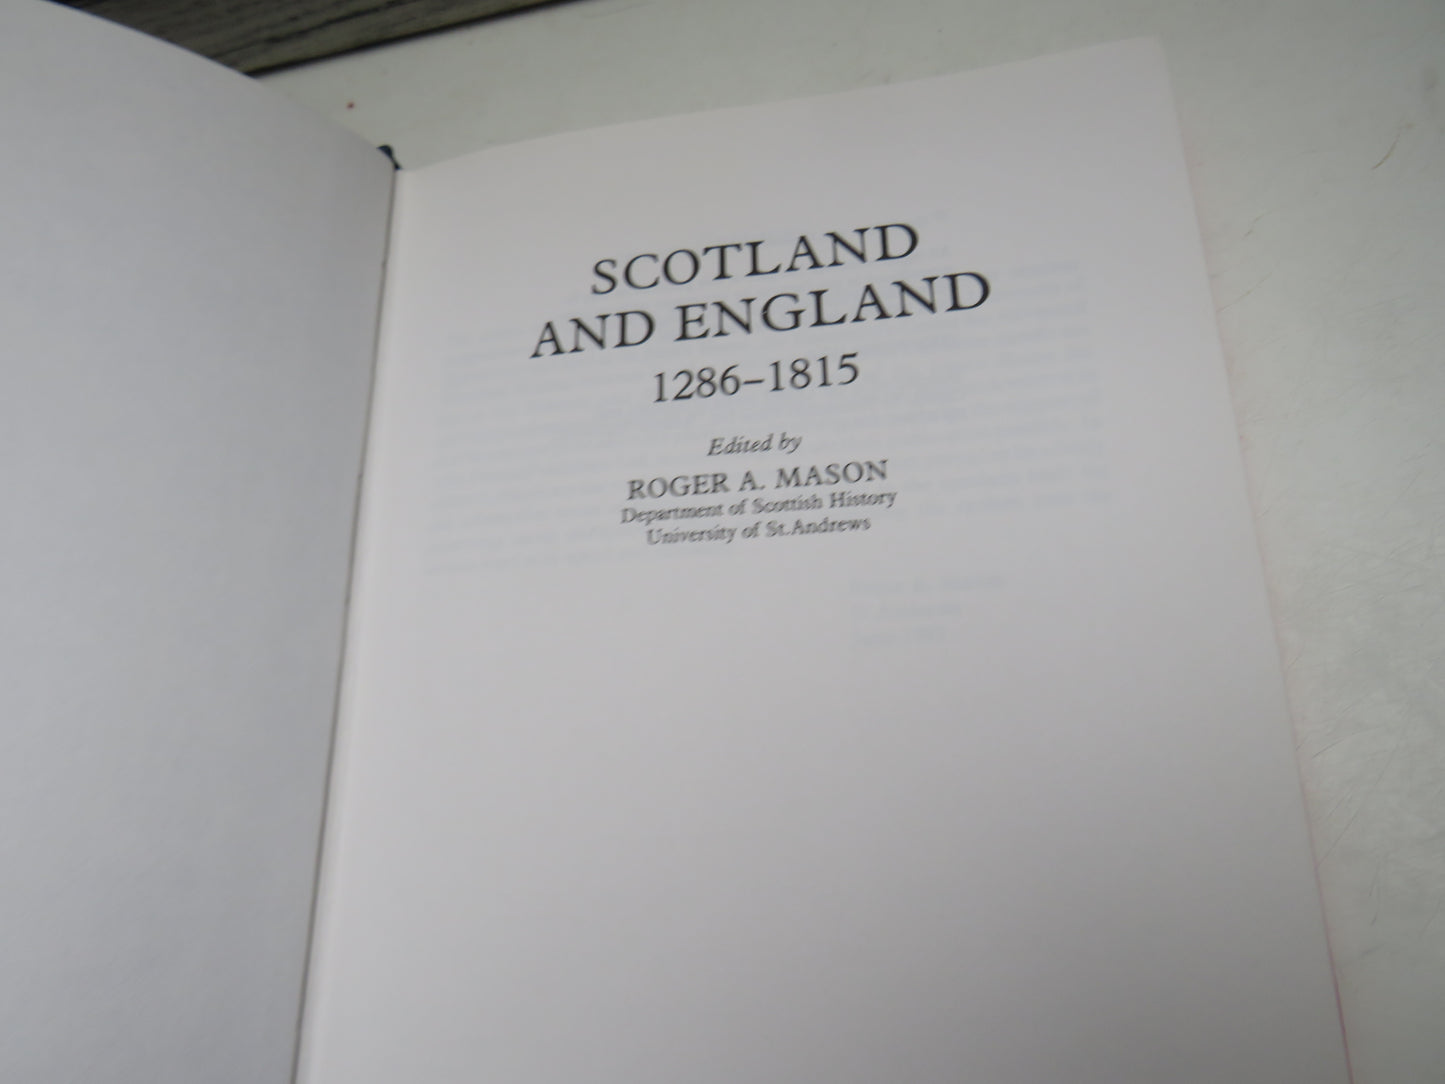 SCOTLAND
AND ENGLAND
1286–1815
Edited by
ROGER A. MASON
Department of Scottish History
University of St.Andrews